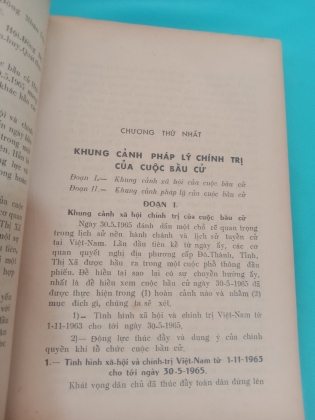 Hội-Đồng
30.5.1965
CHƯƠNG THỨ NHẤT
KHUNG CẢNH PHÁP LÝ CHÍNH TRỊ
CỦA CUỘC BẦU CỬ
Đoạn I.— Khung cảnh xã hội của cuộc bầu cử
Đoạn II.— Khung cảnh pháp lý của cuộc bầu cử
ĐOẠN I.
Khung cảnh xã hội chính trị của cuộc bầu cử
Ngày 30.5.1965 đánh dấu một chỗ rẽ quan trọng
trong lịch sử nền hành chánh và lịch sử tuyển cử
tại Việt-Nam. Lần đầu tiên kể từ ngày ấy, các cơ
quan quyết nghị địa phương cấp Đô-Thành, Tỉnh,
Thị Xã được bầu ra trong một cuộc phổ thông đầu
phiếu. Để hiểu tại sao lại có sự chuyển hướng ấy,
nhất là để hiểu xem cuộc bầu cử ngày 30-5-1965 đã
được thực hiện trong (1) hoàn cảnh nào và nhằm (2)
mục đích gì, chúng ta sẽ xét.
1)— Tình hình xã hội và chính trị Việt-Nam từ
1-11-1963 cho tới ngày 30-5-1965.
2)— Động lực thúc đẩy và dụng ý của chính
quyền khi tổ chức cuộc bầu cử.
1.— Tình hình xã-hội và chính-trị Việt-Nam từ 1-11-1963
cho tới ngày 30-5-1965.
Khát vọng dân chủ đã thúc đẩy toàn dân đứng lên